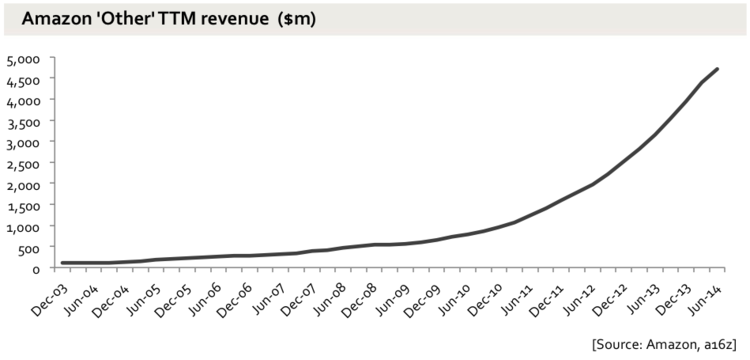 Amazon 'Other' TTM revenue ($m)
5,000
4,500
4,000
3,500
3,000
2,500
2,000
1,500
1,000
500
0
Dec-03
Jun-04
Dec-04
Jun-05
Dec-05
Jun-06
Dec-06
Jun-07
Dec-07
Jun-08
Dec-08
Jun-09
Dec-09
Jun-10
Dec-10
Jun-11
Dec-11
Jun-12
Dec-12
Jun-13
Dec-13
Jun-14
[Source: Amazon, a16z]